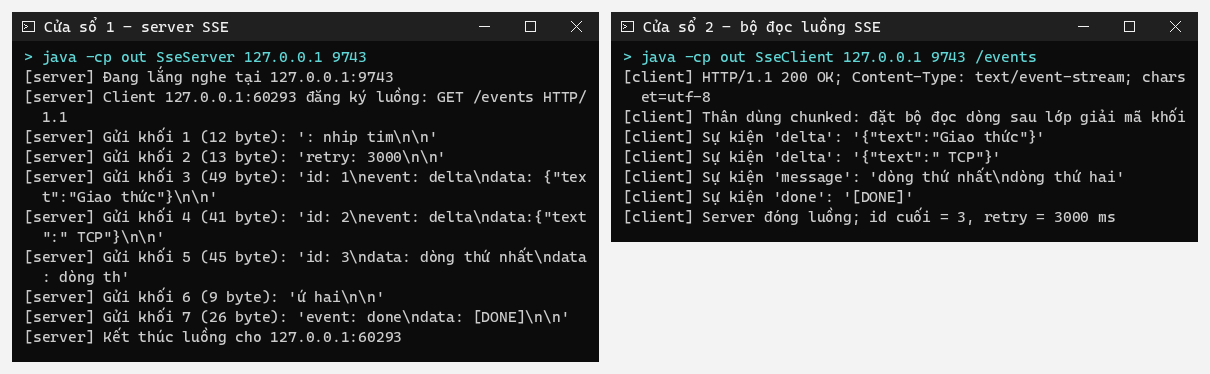 Cửa sổ 1 — server SSE
> java -cp out SseServer 127.0.0.1 9743
[server] Đang lắng nghe tại 127.0.0.1:9743
[server] Client 127.0.0.1:60293 đăng ký luồng: GET /events HTTP/
1.1
[server] Gửi khối 1 (12 byte): ': nhip tim\n\n'
[server] Gửi khối 2 (13 byte): 'retry: 3000\n\n'
[server] Gửi khối 3 (49 byte): 'id: 1\nevent: delta\ndata: {"tex
t":"Giao thức"}\n\n'
[server] Gửi khối 4 (41 byte): 'id: 2\nevent: delta\ndata:{"text
":" TCP"}\n\n'
[server] Gửi khối 5 (45 byte): 'id: 3\ndata: dòng thứ nhất\ndata
: dòng th'
[server] Gửi khối 6 (9 byte): 'ứ hai\n\n'
[server] Gửi khối 7 (26 byte): 'event: done\ndata: [DONE]\n\n'
[server] Kết thúc luồng cho 127.0.0.1:60293
Cửa sổ 2 — bộ đọc luồng SSE
> java -cp out SseClient 127.0.0.1 9743 /events
[client] HTTP/1.1 200 OK; Content-Type: text/event-stream; chars
et=utf-8
[client] Thân dùng chunked: đặt bộ đọc dòng sau lớp giải mã khối
[client] Sự kiện 'delta': '{"text":"Giao thức"}'
[client] Sự kiện 'delta': '{"text":" TCP"}'
[client] Sự kiện 'message': 'dòng thứ nhất\ndòng thứ hai'
[client] Sự kiện 'done': '[DONE]'
[client] Server đóng luồng; id cuối = 3, retry = 3000 ms